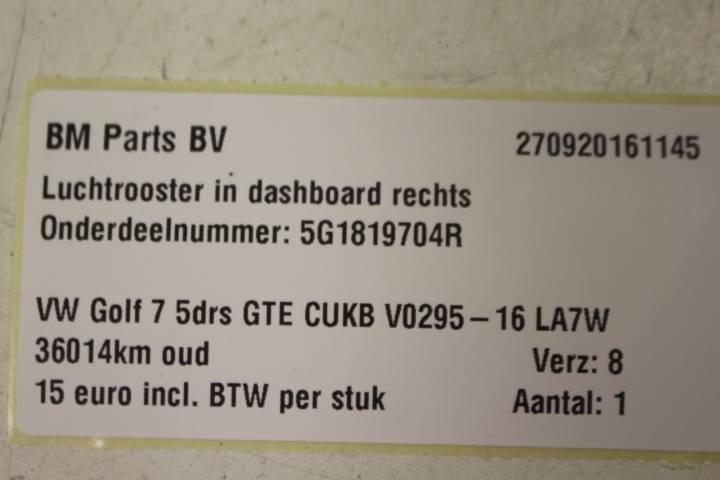 BM Parts BV 270920161145
Luchtrooster in dashboard rechts
Onderdeelnummer: 5G1819704R
VW Golf 7 5drs GTE CUKB V0295-16 LA7W
36014km oud Verz: 8
15 euro incl. BTW per stuk Aantal: 1